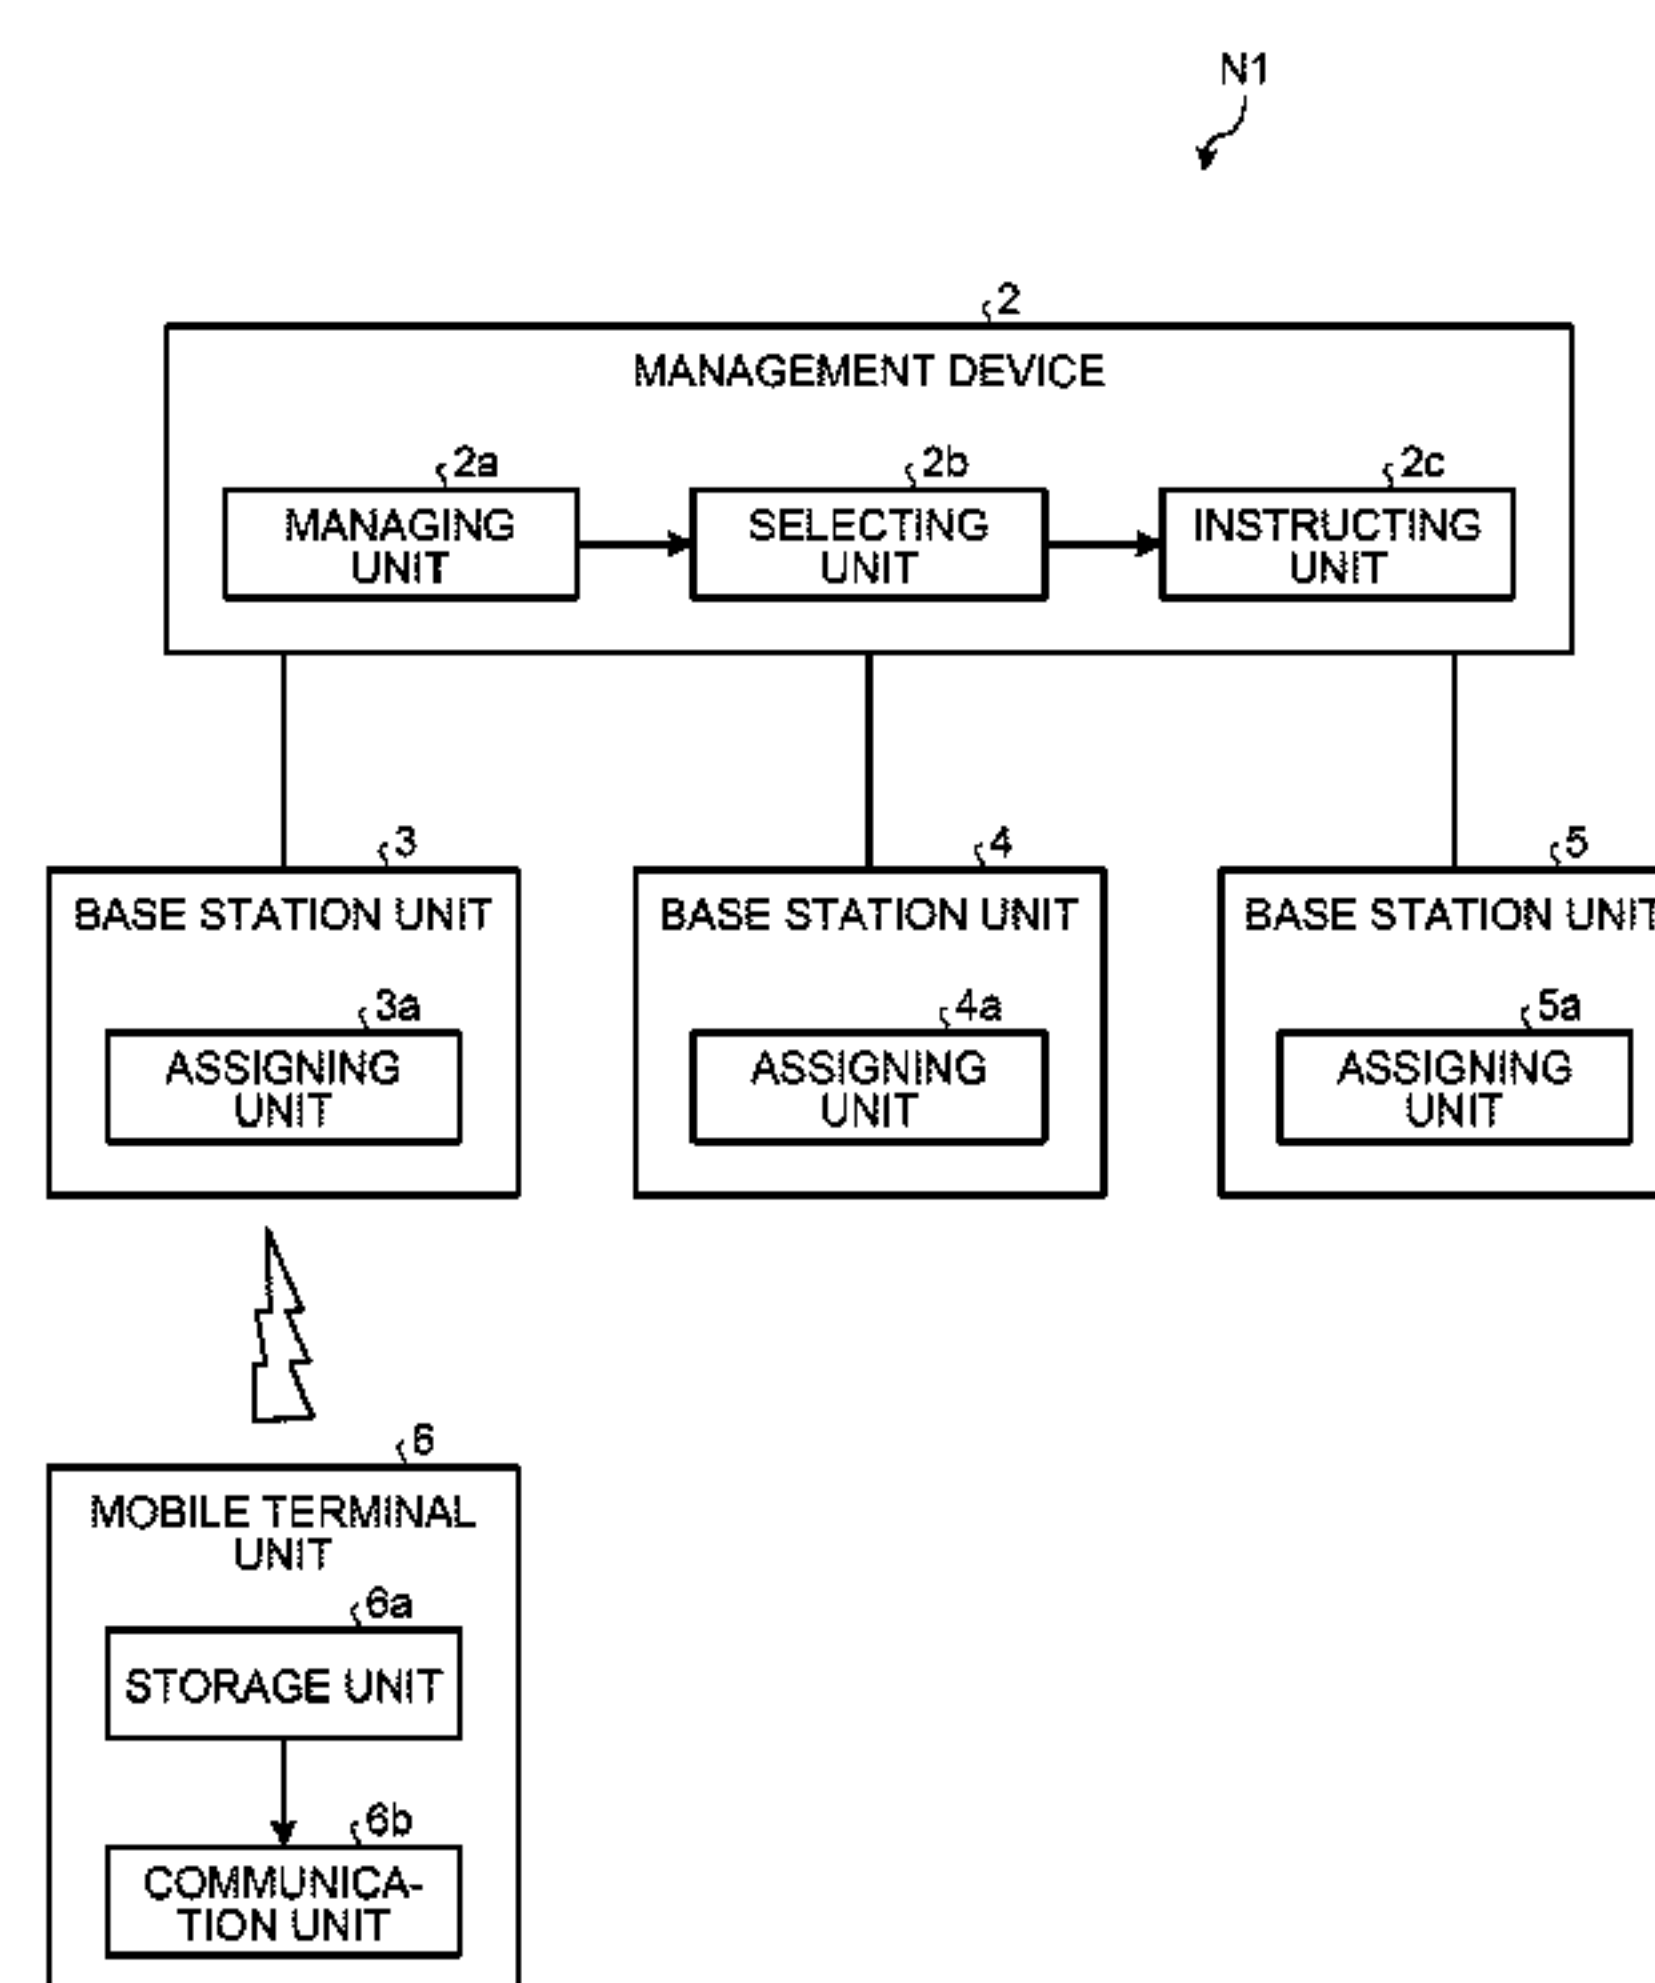 N1
2
MANAGEMENT DEVICE
2a
2b
2c
MANAGING
UNIT
SELECTING
UNIT
INSTRUCTING
UNIT
3
4
5
BASE STATION UNIT
BASE STATION UNIT
BASE STATION UNIT
3a
4a
5a
ASSIGNING
UNIT
ASSIGNING
UNIT
ASSIGNING
UNIT
6
MOBILE TERMINAL
UNIT
6a
STORAGE UNIT
6b
COMMUNICA-
TION UNIT